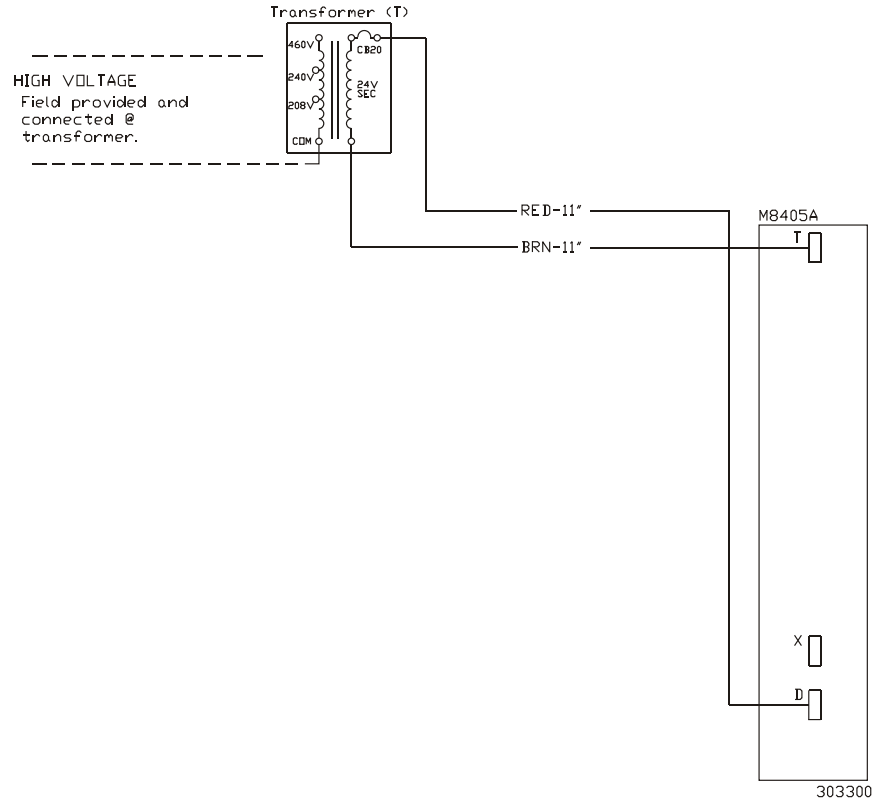 Transformer (T)
460V
CB20
HIGH VOLTAGE
240V
24V
SEC
Field provided and
connected @
transformer.
208V
COM
RED-11"
BRN-11"
M8405A
T
X
D
303300